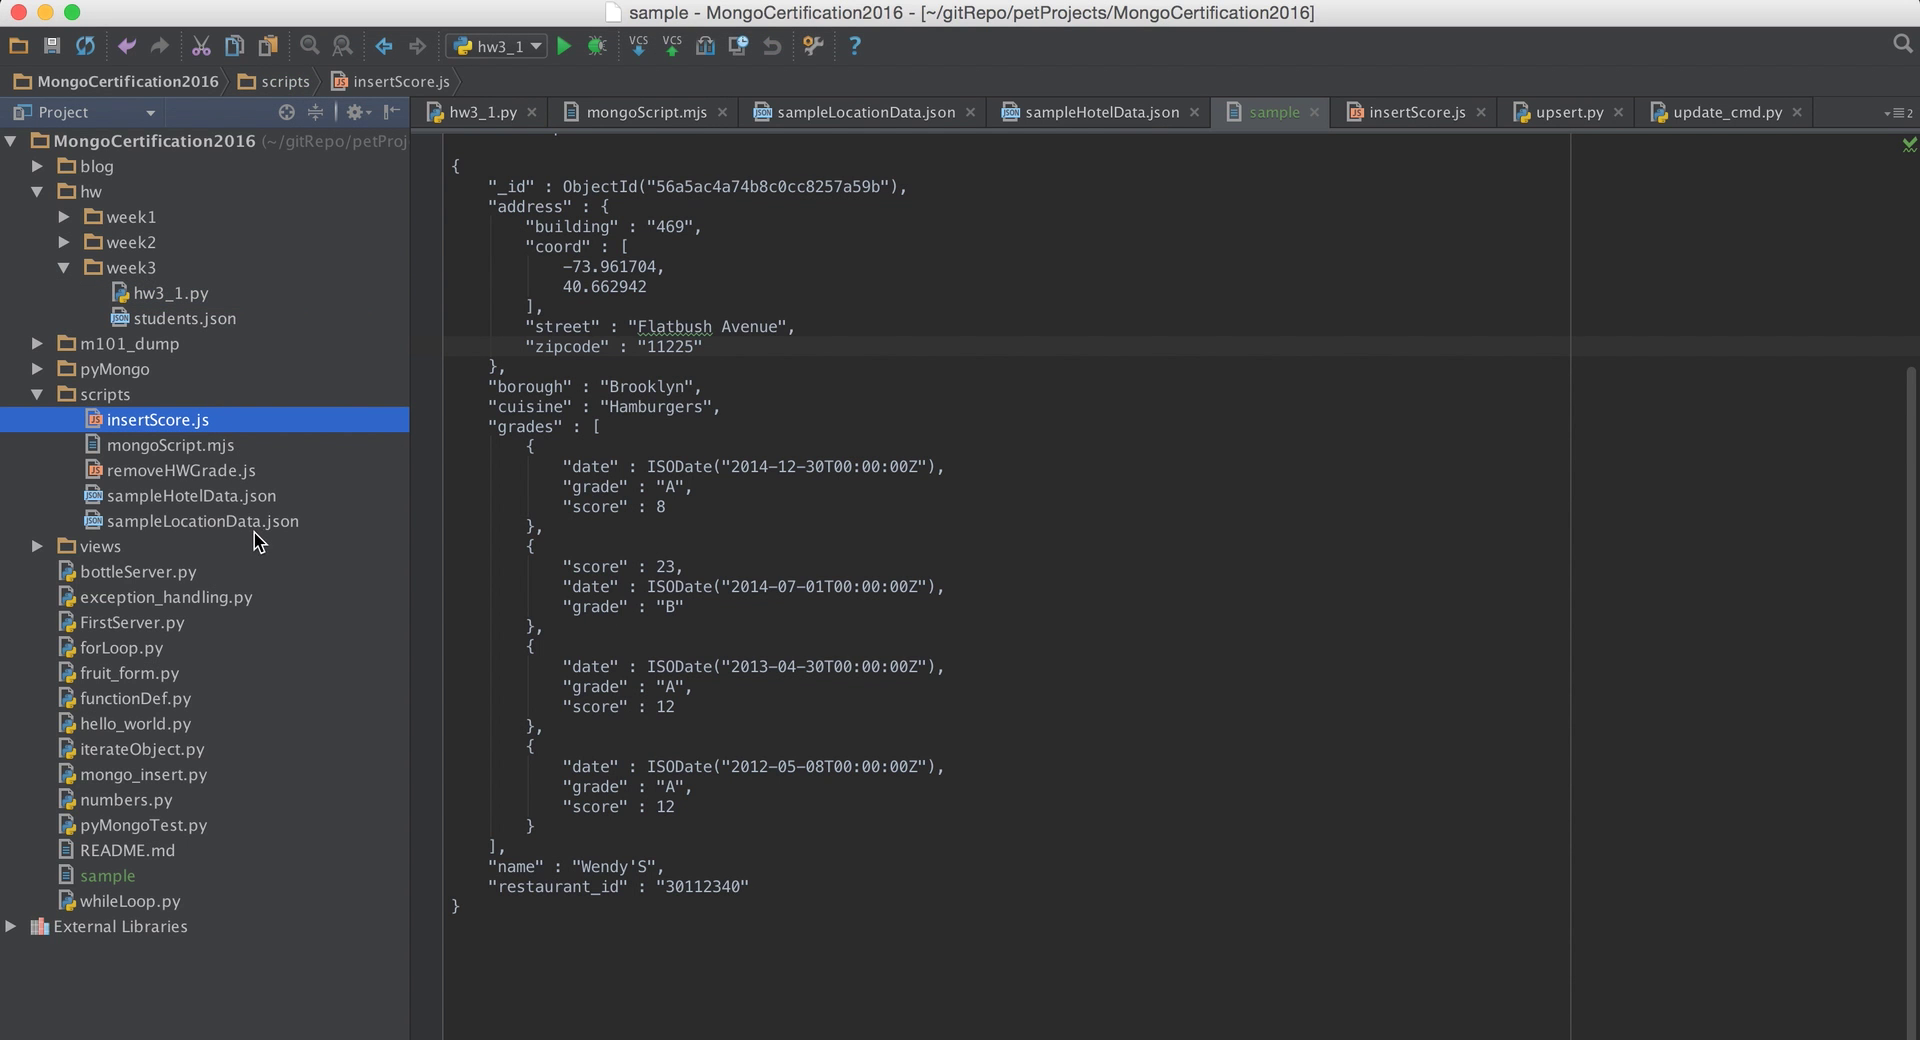 sample - MongoCertification2016 - [~/gitRepo/petProjects/MongoCertification2016]
hw3_1
VCS
VCS
?
MongoCertification2016
scripts
insertScore.js
Project
hw3_1.py
mongoScript.mjs
sampleLocationData.json
sampleHotelData.json
sample
insertScore.js
upsert.py
update_cmd.py
2
MongoCertification2016 (~/gitRepo/petProj
blog
hw
week1
week2
week3
hw3_1.py
students.json
m101_dump
pyMongo
scripts
insertScore.js
mongoScript.mjs
removeHWGrade.js
sampleHotelData.json
sampleLocationData.json
views
bottleServer.py
exception_handling.py
FirstServer.py
forLoop.py
fruit_form.py
functionDef.py
hello_world.py
iterateObject.py
mongo_insert.py
numbers.py
pyMongoTest.py
README.md
sample
whileLoop.py
External Libraries
{
"_id" : ObjectId("56a5ac4a74b8c0cc8257a59b"),
"address" : {
"building" : "469",
"coord" : [
-73.961704,
40.662942
],
"street" : "Flatbush Avenue",
"zipcode" : "11225"
},
"borough" : "Brooklyn",
"cuisine" : "Hamburgers",
"grades" : [
{
"date" : ISODate("2014-12-30T00:00:00Z"),
"grade" : "A",
"score" : 8
},
{
"score" : 23,
"date" : ISODate("2014-07-01T00:00:00Z"),
"grade" : "B"
},
{
"date" : ISODate("2013-04-30T00:00:00Z"),
"grade" : "A",
"score" : 12
},
{
"date" : ISODate("2012-05-08T00:00:00Z"),
"grade" : "A",
"score" : 12
}
],
"name" : "Wendy'S",
"restaurant_id" : "30112340"
}